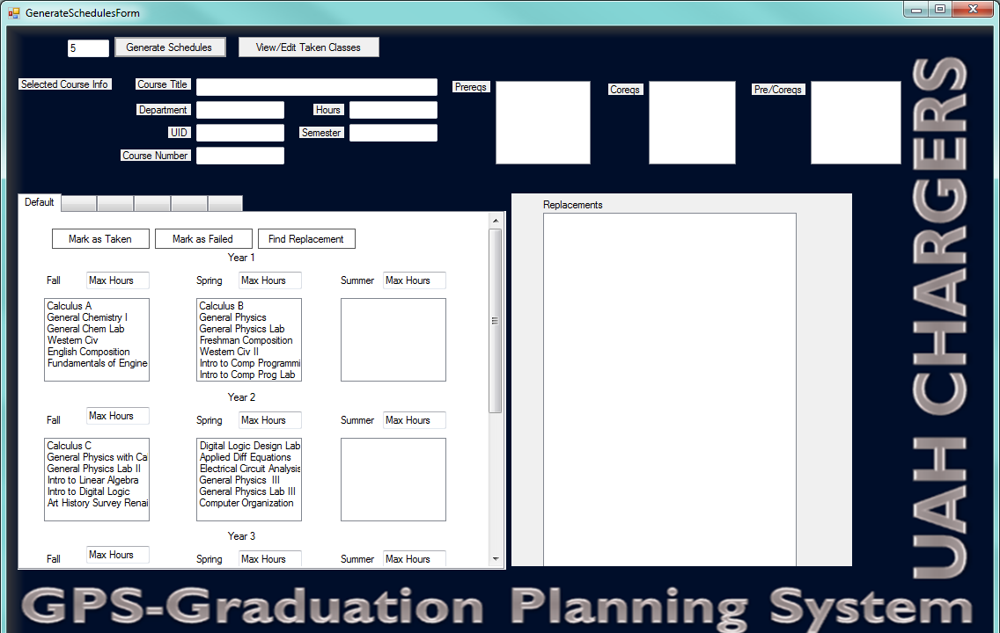 GenerateSchedulesForm
5 Generate Schedules View/Edit Taken Classes
Selected Course Info Course Title Prereqs Coreqs Pre/Coreqs
Department Hours
UID Semester
Course Number
Default
Replacements
Mark as Taken Mark as Failed Find Replacement
Year 1
Fall Max Hours Spring Max Hours Summer Max Hours
Calculus A
General Chemistry I
General Chem Lab
Western Civ
English Composition
Fundamentals of Engine
Calculus B
General Physics
General Physics Lab
Freshman Composition
Western Civ II
Intro to Comp Programmi
Intro to Comp Prog Lab
Year 2
Fall Max Hours Spring Max Hours Summer Max Hours
Calculus C
General Physics with Ca
General Physics Lab II
Intro to Linear Algebra
Intro to Digital Logic
Art History Survey Renai
Digital Logic Design Lab
Applied Diff Equations
Electrical Circuit Analysis
General Physics III
General Physics Lab III
Computer Organization
Year 3
Fall Max Hours Spring Max Hours Summer Max Hours
UAH CHARGERS
GPS-Graduation Planning System